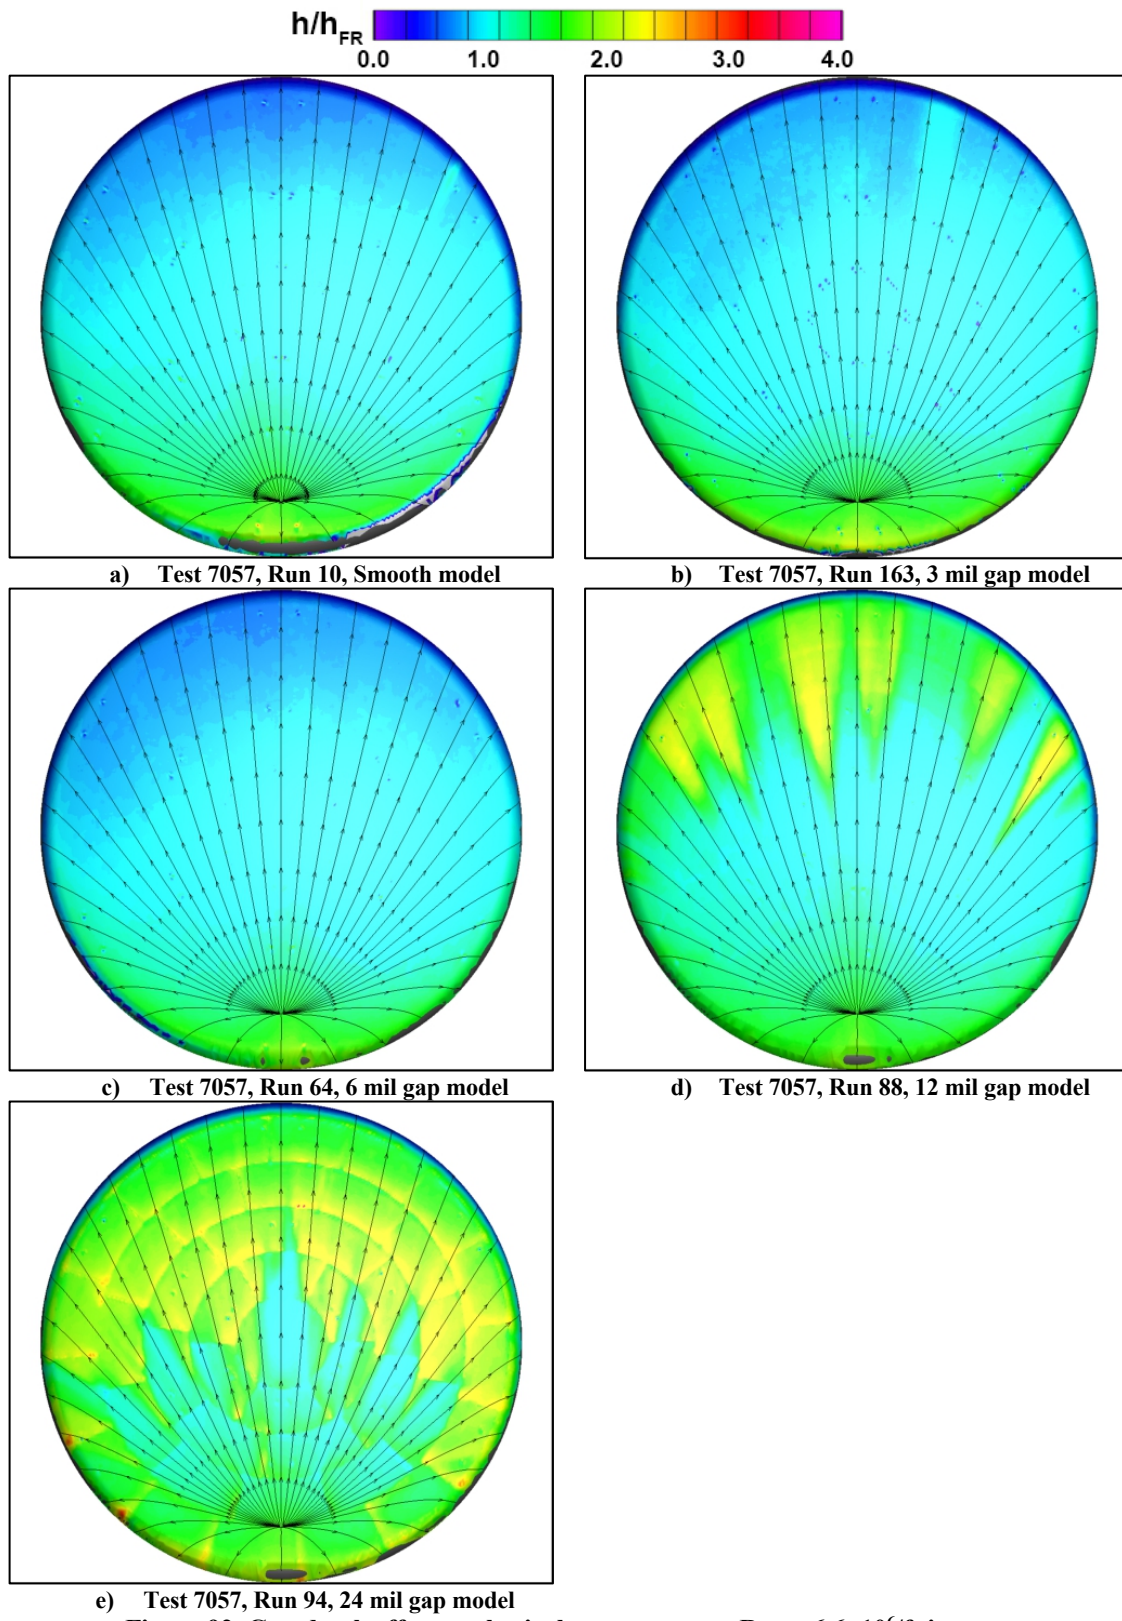 h/hFR
0.0 1.0 2.0 3.0 4.0
a) Test 7057, Run 10, Smooth model
b) Test 7057, Run 163, 3 mil gap model
c) Test 7057, Run 64, 6 mil gap model
d) Test 7057, Run 88, 12 mil gap model
e) Test 7057, Run 94, 24 mil gap model